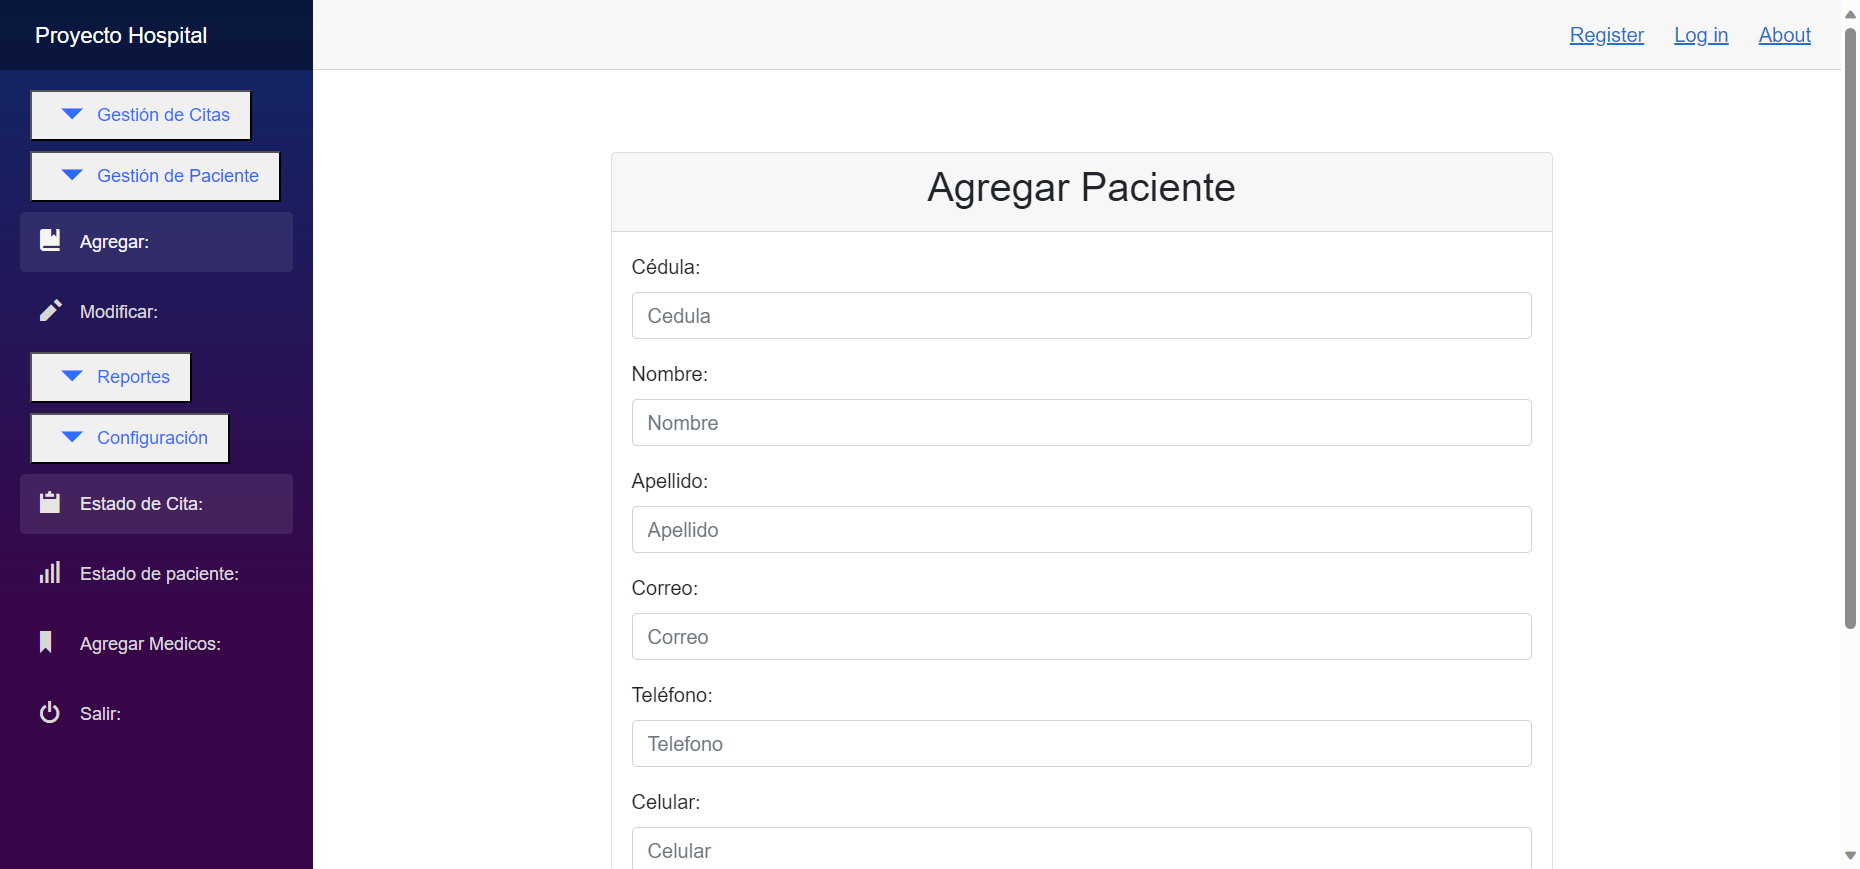 Proyecto Hospital
Register Log in About
Gestión de Citas
Gestión de Paciente
Agregar:
Modificar:
Reportes
Configuración
Estado de Cita:
Estado de paciente:
Agregar Medicos:
Salir:
Agregar Paciente
Cédula:
Cedula
Nombre:
Nombre
Apellido:
Apellido
Correo:
Correo
Teléfono:
Telefono
Celular:
Celular